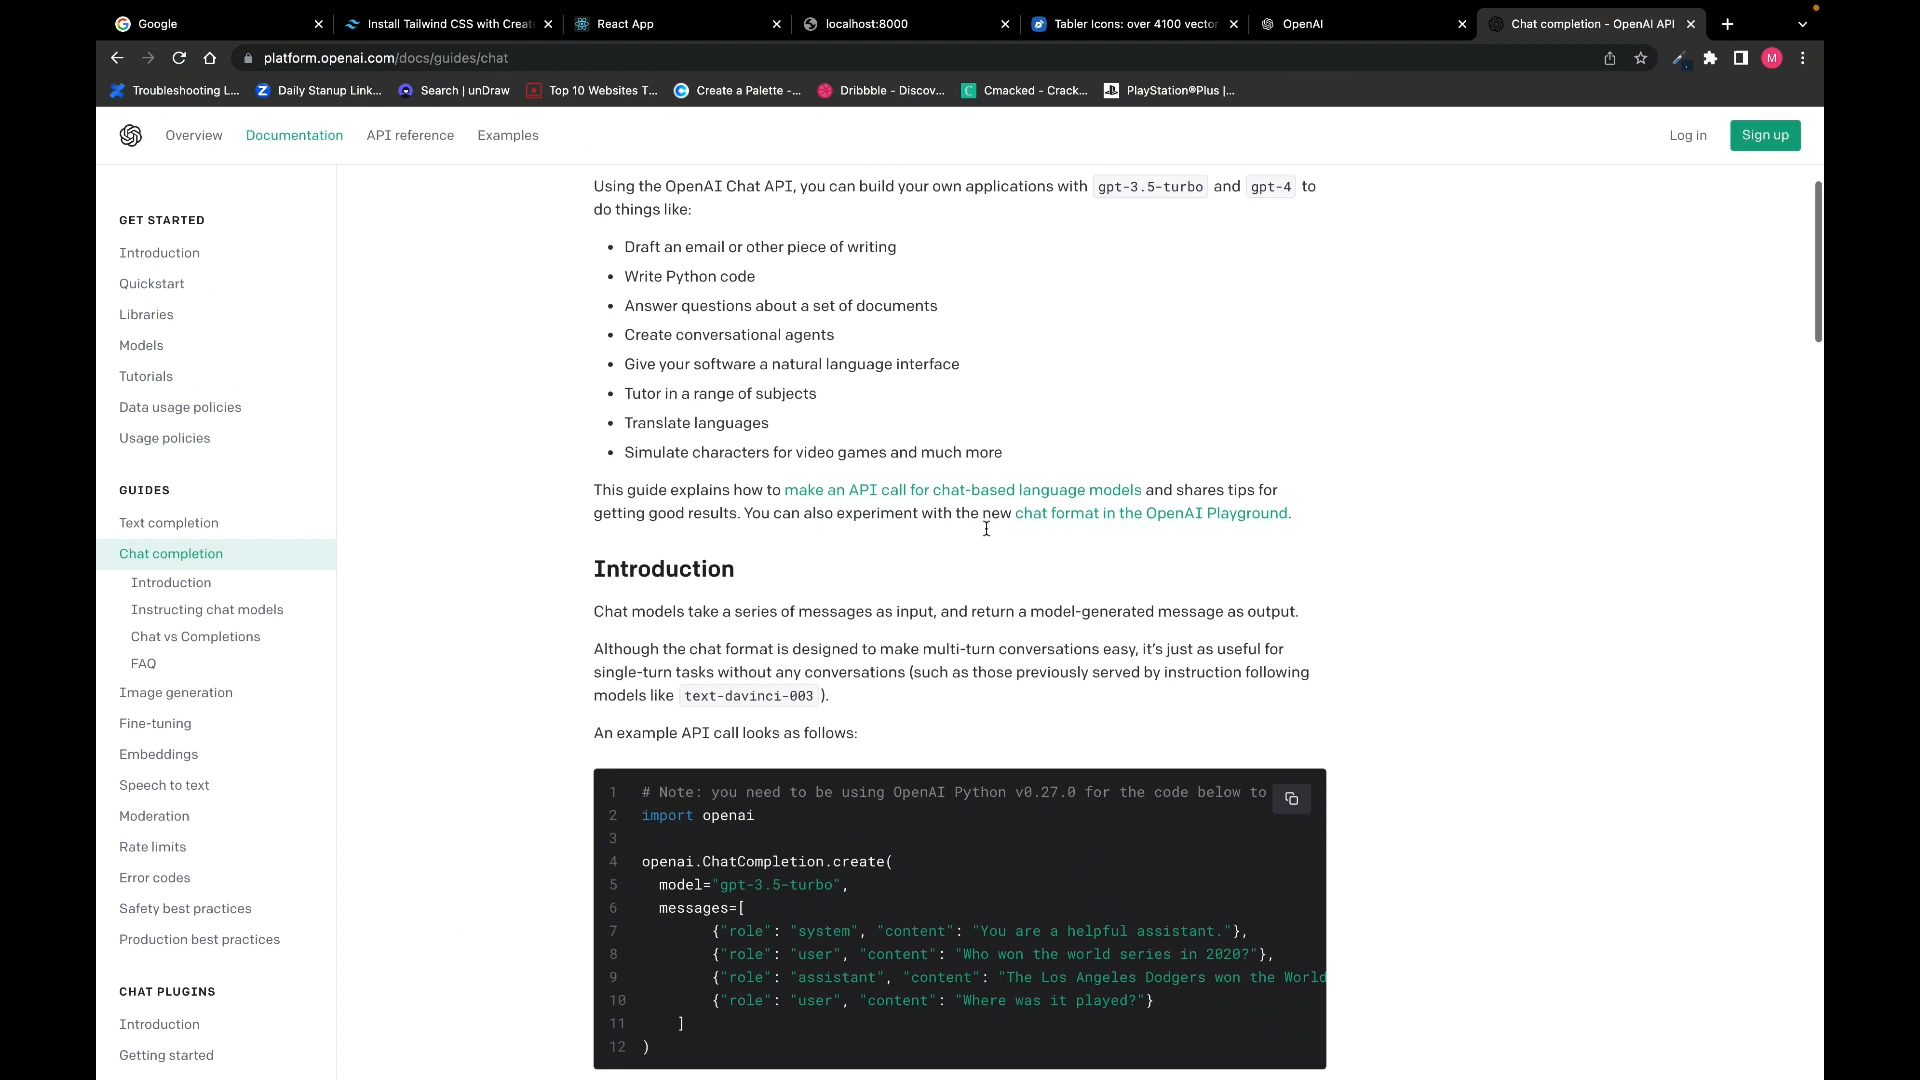 Google
Install Tailwind CSS with Create
React App
localhost:8000
Tabler Icons: over 4100 vector
OpenAI
Chat completion - OpenAI API
platform.openai.com/docs/guides/chat
M
Troubleshooting L...
Daily Stanup Link...
Search | unDraw
Top 10 Websites T...
Create a Palette -...
Dribbble - Discov...
Cmacked - Crack...
PlayStation®Plus |...
Overview
Documentation
API reference
Examples
Log in
Sign up
GET STARTED
Introduction
Quickstart
Libraries
Models
Tutorials
Data usage policies
Usage policies
GUIDES
Text completion
Chat completion
Introduction
Instructing chat models
Chat vs Completions
FAQ
Image generation
Fine-tuning
Embeddings
Speech to text
Moderation
Rate limits
Error codes
Safety best practices
Production best practices
CHAT PLUGINS
Introduction
Getting started
Using the OpenAI Chat API, you can build your own applications with gpt-3.5-turbo and gpt-4 to
do things like:
• Draft an email or other piece of writing
• Write Python code
• Answer questions about a set of documents
• Create conversational agents
• Give your software a natural language interface
• Tutor in a range of subjects
• Translate languages
• Simulate characters for video games and much more
This guide explains how to make an API call for chat-based language models and shares tips for
getting good results. You can also experiment with the new chat format in the OpenAI Playground.
Introduction
Chat models take a series of messages as input, and return a model-generated message as output.
Although the chat format is designed to make multi-turn conversations easy, it's just as useful for
single-turn tasks without any conversations (such as those previously served by instruction following
models like text-davinci-003 ).
An example API call looks as follows:
1 # Note: you need to be using OpenAI Python v0.27.0 for the code below to
2 import openai
3
4 openai.ChatCompletion.create(
5 model="gpt-3.5-turbo",
6 messages=[
7 {"role": "system", "content": "You are a helpful assistant."},
8 {"role": "user", "content": "Who won the world series in 2020?"},
9 {"role": "assistant", "content": "The Los Angeles Dodgers won the World
10 {"role": "user", "content": "Where was it played?"}
11 ]
12 )